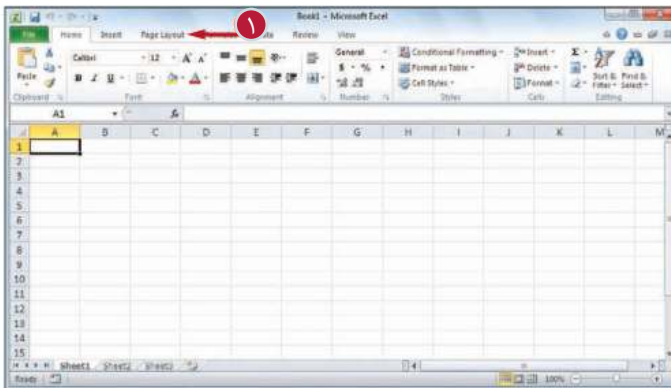 Book1 - Microsoft Excel
File Home Insert Page Layout Review View
١
Paste
Calibri 12 A A
B I U A
General
$ % ,
Conditional Formatting
Format as Table
Cell Styles
Insert
Delete
Format
Σ
Sort & Filter
Find & Select
Clipboard Font Alignment Number Styles Cells Editing
A1 fx
A B C D E F G H I J K L M
1
2
3
4
5
6
7
8
9
10
11
12
13
14
15
Sheet1 Sheet2 Sheet3
Ready 100%